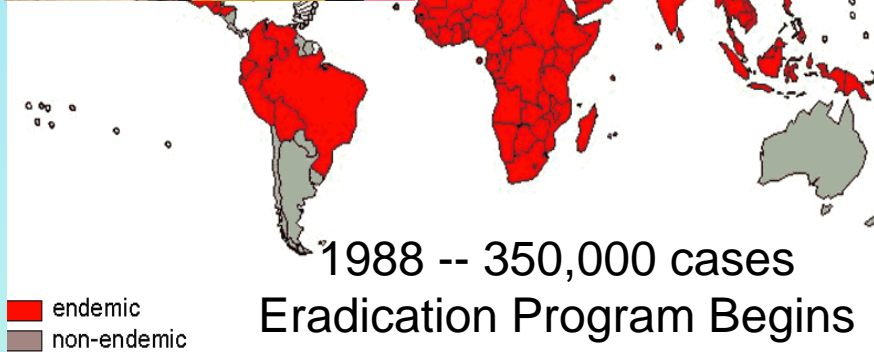 1988 -- 350,000 cases
Eradication Program Begins
endemic
non-endemic